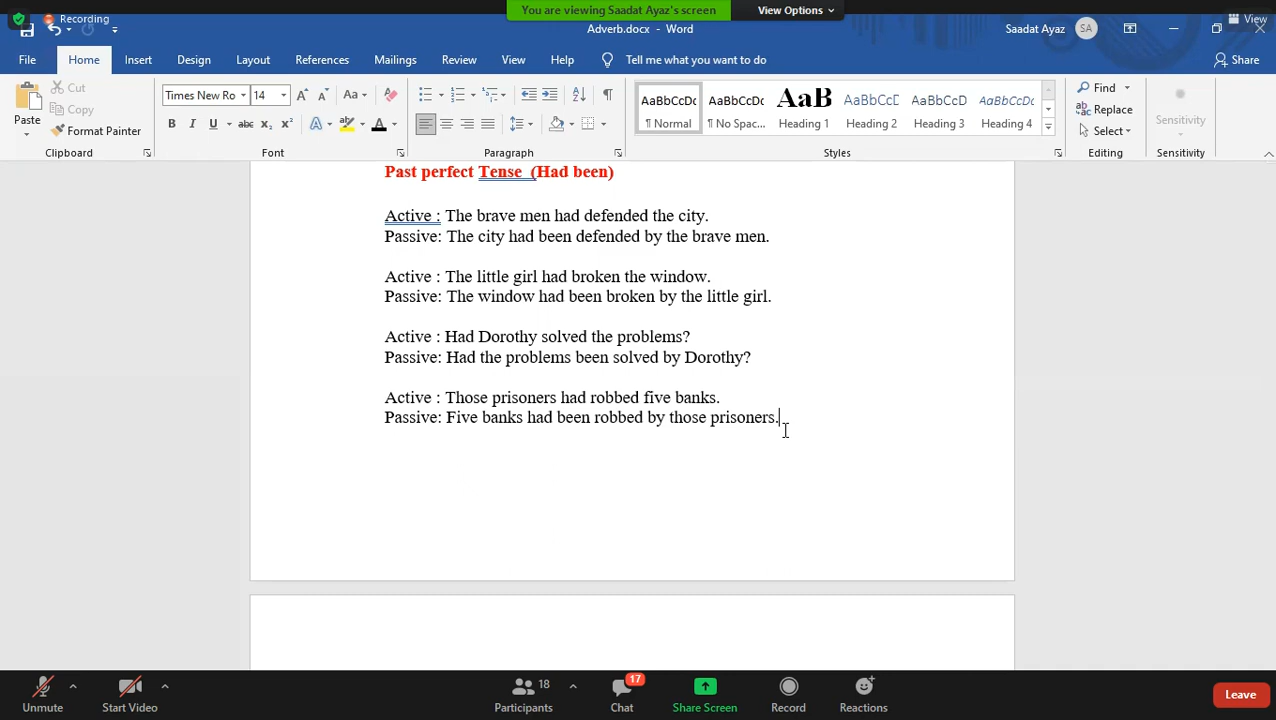 You are viewing Saadat Ayaz's screen
View Options
Recording
View
Adverb.docx - Word
Saadat Ayaz
SA
File Home Insert Design Layout References Mailings Review View Help Tell me what you want to do
Share
Paste
Cut
Copy
Format Painter
Clipboard
Times New Ro 14
Aa
B I U abc x₂ x²
A A
Font
Paragraph
AaBbCcDc AaBbCcDc AaB AaBbCcD AaBbCcDc AaBbCcDc
¶ Normal ¶ No Spac... Heading 1 Heading 2 Heading 3 Heading 4
Styles
Find
Replace
Select
Editing
Sensitivity
Sensitivity
Past perfect Tense (Had been)
Active : The brave men had defended the city.
Passive: The city had been defended by the brave men.
Active : The little girl had broken the window.
Passive: The window had been broken by the little girl.
Active : Had Dorothy solved the problems?
Passive: Had the problems been solved by Dorothy?
Active : Those prisoners had robbed five banks.
Passive: Five banks had been robbed by those prisoners.
Unmute
Start Video
18
Participants
17
Chat
Share Screen
Record
Reactions
Leave